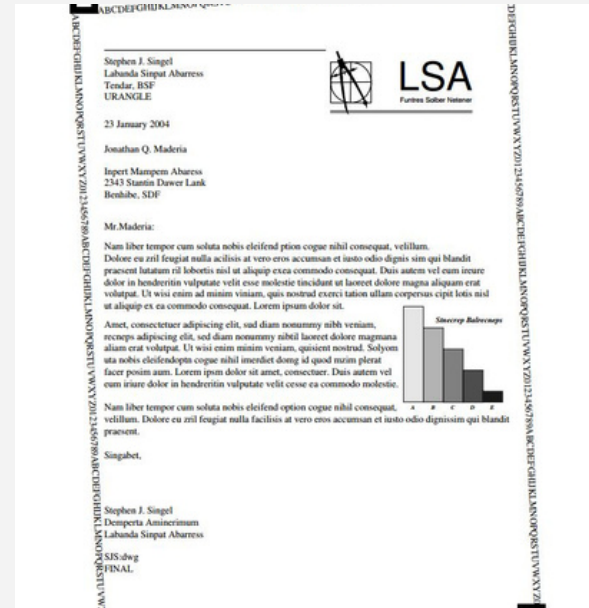 ABCDEFGHIJKLMNO
Stephen J. Singel
Labanda Sinpat Abarress
Tendar, BSF
URANGLE
LSA
Funtres Solber Netener
23 January 2004
Jonathan Q. Maderia
Inpert Mampem Abaress
2343 Stantin Dawer Lank
Benhibe, SDF
Mr.Maderia:
Nam liber tempor cum soluta nobis eleifend ption cogue nihil consequat, velillum.
Dolore eu zril feugiat nulla acilisis at vero eros accumsan et iusto odio dignis sim qui blandit
praesent lutatum ril lobortis nisl ut aliquip exea commodo consequat. Duis autem vel eum ireure
dolor in hendreritin vulputate velit esse molestie tincidunt ut laoreet dolore magna aliquam erat
volutpat. Ut wisi enim ad minim viniam, quis nostrud exerci tation ullam corpersus cipit lotis nisl
ut aliquip ex ea commodo consequat. Lorem ipsum dolor sit.
Amet, consectetuer adipiscing elit, sud diam nonummy nibh veniam,
recneps adipiscing elit, sed diam nonummy nibtil laoreet dolore magmana
aliam erat volutpat. Ut wisi enim minim veniam, quisient nostrud. Solyom
uta nobis eleifendoptn cogue nihil imerdiet domg id quod mzim plerat
facer posim aum. Lorem ipsm dolor sit amet, consectuer. Duis autem vel
eum iriure dolor in hendreritin vulputate velit cesse ea commodo molestie.
Sinecrep Balrecneps
A B C D E
Nam liber tempor cum soluta nobis eleifend option cogue nihil consequat,
velillum. Dolore eu zril feugiat nulla facilisis at vero eros accumsan et iusto odio dignissim qui blandit
praesent.
Singabet,
Stephen J. Singel
Demperta Aminerimum
Labanda Sinpat Abarress
SJS:dwg
FINAL
ABCDEFGHIJKLMNOPQRSTUVWXYZ0123456789ABCDEFGHIJKLMNOPQRSTUVWXYZ0123456789ABCDEFGHIJKLMNOPQRSTUVW
DEFGHIJKLMNOPQRSTUVWXYZ0123456789ABCDEFGHIJKLMNOPQRSTUVWXYZ0123456789ABCDEFGHIJKLMNOPQRSTUVWXYZ0